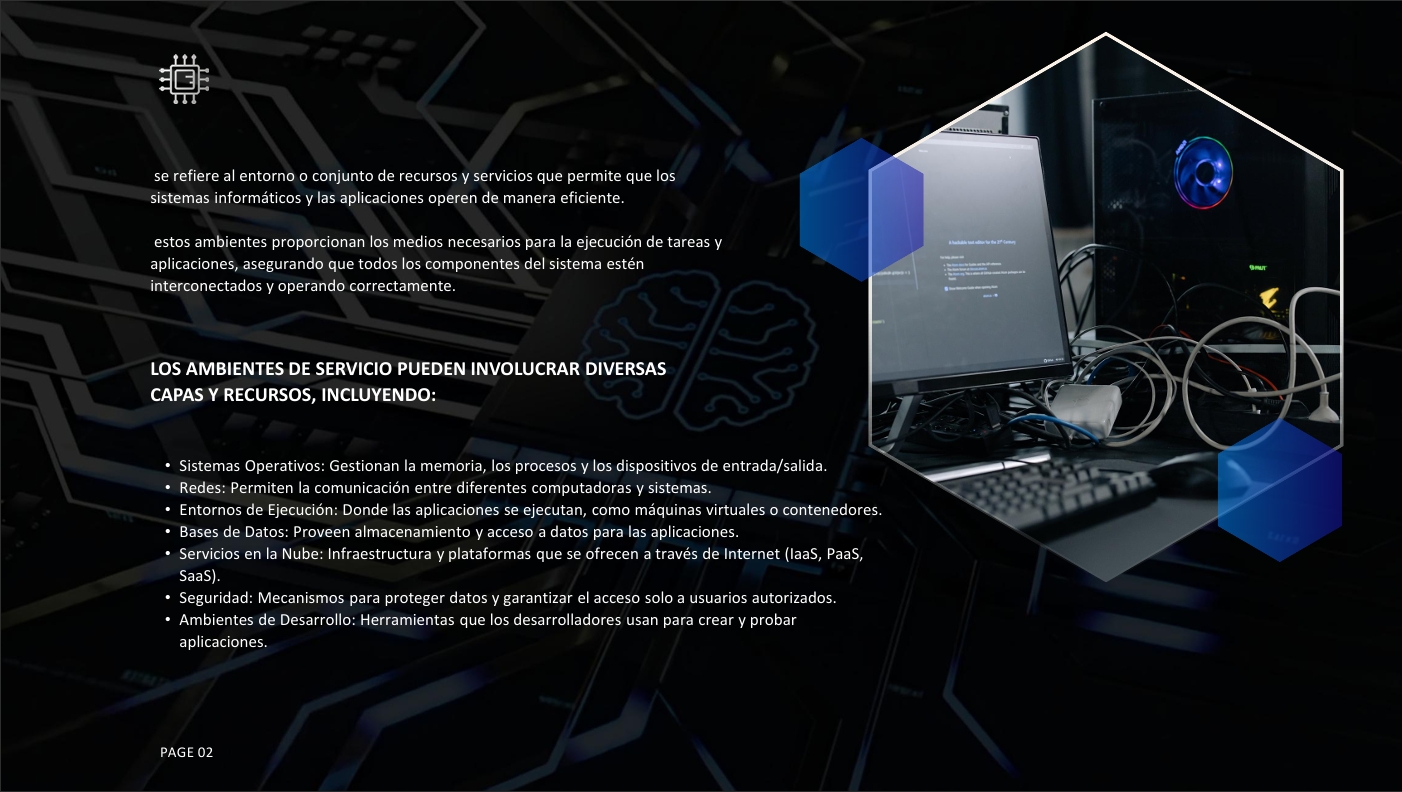 se refiere al entorno o conjunto de recursos y servicios que permite que los
sistemas informáticos y las aplicaciones operen de manera eficiente.
estos ambientes proporcionan los medios necesarios para la ejecución de tareas y
aplicaciones, asegurando que todos los componentes del sistema estén
interconectados y operando correctamente.
LOS AMBIENTES DE SERVICIO PUEDEN INVOLUCRAR DIVERSAS
CAPAS Y RECURSOS, INCLUYENDO:
• Sistemas Operativos: Gestionan la memoria, los procesos y los dispositivos de entrada/salida.
• Redes: Permiten la comunicación entre diferentes computadoras y sistemas.
• Entornos de Ejecución: Donde las aplicaciones se ejecutan, como máquinas virtuales o contenedores.
• Bases de Datos: Proveen almacenamiento y acceso a datos para las aplicaciones.
• Servicios en la Nube: Infraestructura y plataformas que se ofrecen a través de Internet (IaaS, PaaS,
SaaS).
• Seguridad: Mecanismos para proteger datos y garantizar el acceso solo a usuarios autorizados.
• Ambientes de Desarrollo: Herramientas que los desarrolladores usan para crear y probar
aplicaciones.
A hackable text editor for the 21st Century
PAGE 02